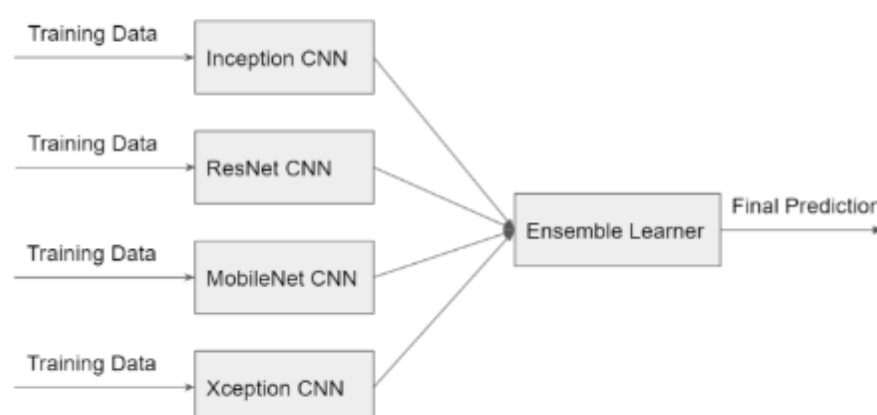 Training Data
Inception CNN
Training Data
ResNet CNN
Training Data
MobileNet CNN
Training Data
Xception CNN
Ensemble Learner
Final Prediction